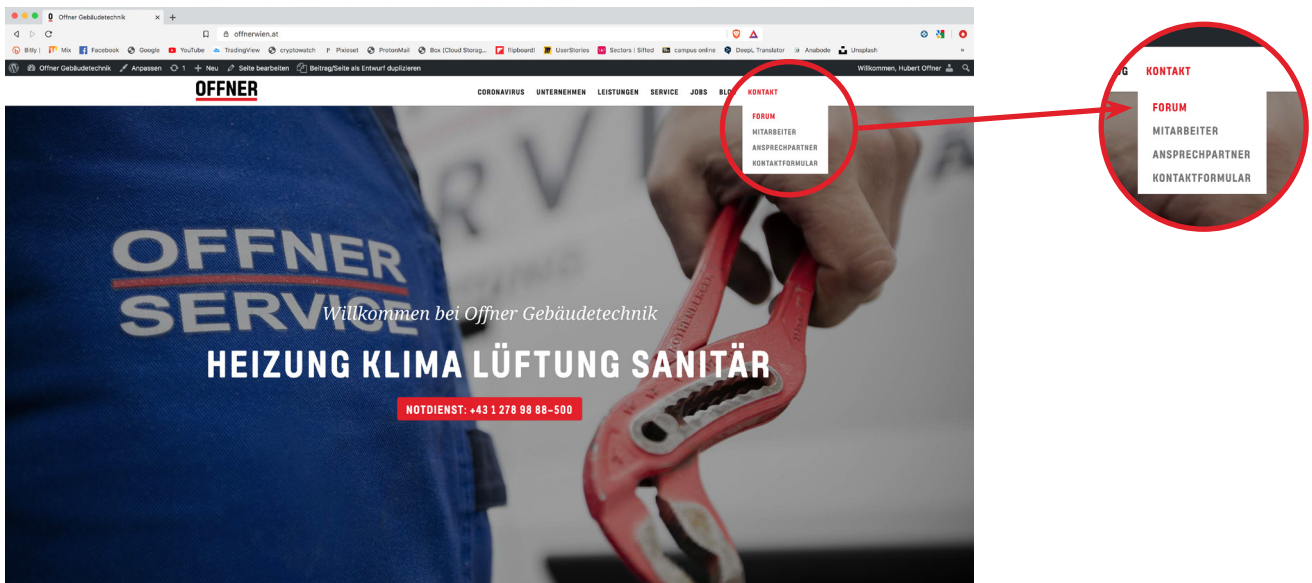 Offner Gebäudetechnik
offnerwien.at
Bitly | Mix Facebook Google YouTube TradingView cryptowatch Pixieset ProtonMail Box (Cloud Storag... flipboard! UserStories Sectors | Sifted campus online DeepL Translator Anabode Unsplash »
Offner Gebäudetechnik Anpassen 1 + Neu Seite bearbeiten Beitrag/Seite als Entwurf duplizieren Willkommen, Hubert Offner
OFFNER CORONAVIRUS UNTERNEHMEN LEISTUNGEN SERVICE JOBS BLOG KONTAKT
FORUM
MITARBEITER
ANSPRECHPARTNER
KONTAKTFORMULAR
OFFNER
SERVICE
Willkommen bei Offner Gebäudetechnik
HEIZUNG KLIMA LÜFTUNG SANITÄR
NOTDIENST: +43 1 278 98 88–500
ROTHENBERGER
KONTAKT
FORUM
MITARBEITER
ANSPRECHPARTNER
KONTAKTFORMULAR